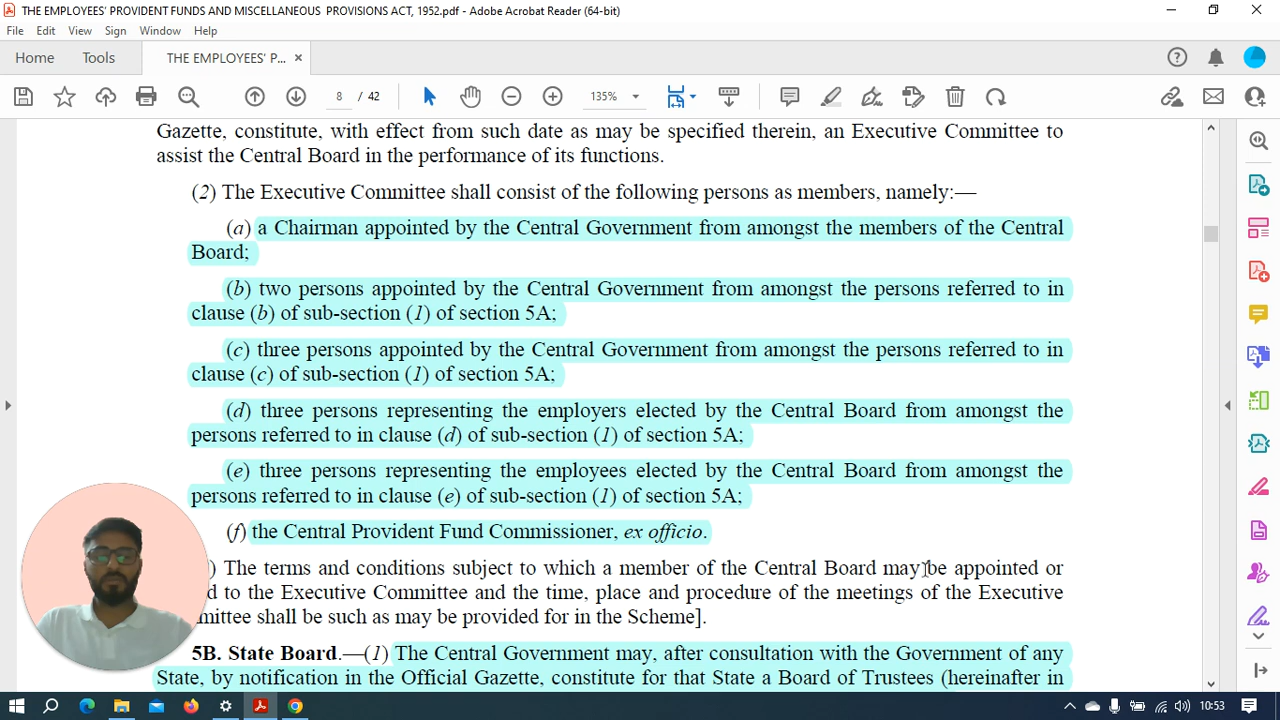 THE EMPLOYEES' PROVIDENT FUNDS AND MISCELLANEOUS PROVISIONS ACT, 1952.pdf - Adobe Acrobat Reader (64-bit)
File Edit View Sign Window Help
Home Tools THE EMPLOYEES' P...
8 / 42 135%
Gazette, constitute, with effect from such date as may be specified therein, an Executive Committee to
assist the Central Board in the performance of its functions.
(2) The Executive Committee shall consist of the following persons as members, namely:—
(a) a Chairman appointed by the Central Government from amongst the members of the Central
Board;
(b) two persons appointed by the Central Government from amongst the persons referred to in
clause (b) of sub-section (1) of section 5A;
(c) three persons appointed by the Central Government from amongst the persons referred to in
clause (c) of sub-section (1) of section 5A;
(d) three persons representing the employers elected by the Central Board from amongst the
persons referred to in clause (d) of sub-section (1) of section 5A;
(e) three persons representing the employees elected by the Central Board from amongst the
persons referred to in clause (e) of sub-section (1) of section 5A;
(f) the Central Provident Fund Commissioner, ex officio.
) The terms and conditions subject to which a member of the Central Board may be appointed or
d to the Executive Committee and the time, place and procedure of the meetings of the Executive
mittee shall be such as may be provided for in the Scheme].
5B. State Board.—(1) The Central Government may, after consultation with the Government of any
State, by notification in the Official Gazette, constitute for that State a Board of Trustees (hereinafter in
10:53